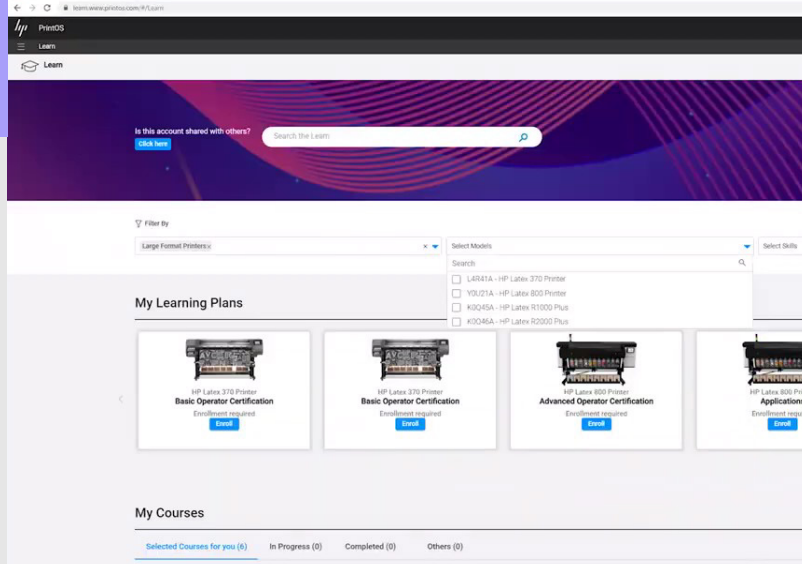 learn.www.printos.com/#/Learn
hp PrintOS
Learn
Learn
Is this account shared with others?
Click here
Search the Learn
Filter By
Large Format Printers x
Select Models
Select Skills
Search
L4R41A - HP Latex 370 Printer
Y0U21A - HP Latex 800 Printer
K0Q45A - HP Latex R1000 Plus
K0Q46A - HP Latex R2000 Plus
My Learning Plans
HP Latex 370 Printer
Basic Operator Certification
Enrollment required
Enroll
HP Latex 370 Printer
Basic Operator Certification
Enrollment required
Enroll
HP Latex 800 Printer
Advanced Operator Certification
Enrollment required
Enroll
HP Latex 800 Pri
Applications
Enrollment requ
Enroll
My Courses
Selected Courses for you (6)
In Progress (0)
Completed (0)
Others (0)